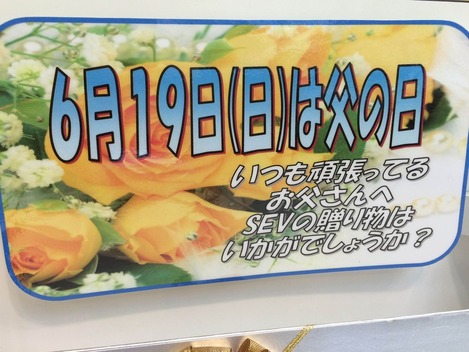 6月19日(日)は父の日
いつも頑張ってる
お父さんへ
SEVの贈り物は
いかがでしょうか？